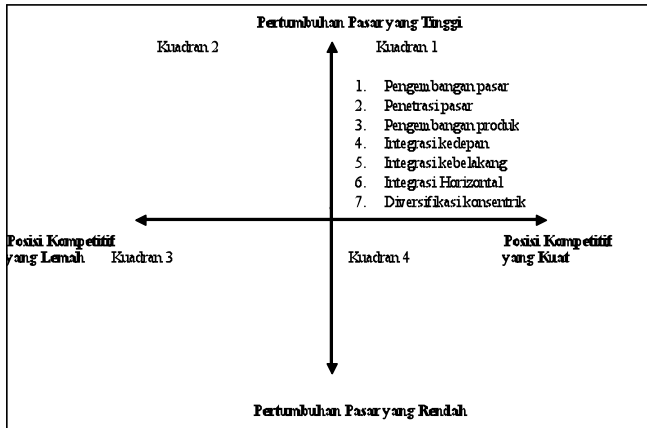 Pertumbuhan Pasar yang Tinggi
Kuadran 2
Kuadran 1
1. Pengembangan pasar
2. Penetrasi pasar
3. Pengembangan produk
4. Integrasi kedepan
5. Integrasi kebelakang
6. Integrasi Horizontal
7. Diversifikasi konsentrik
Posisi Kompetitif
yang Lemah
Kuadran 3
Kuadran 4
Posisi Kompetitif
yang Kuat
Pertumbuhan Pasar yang Rendah